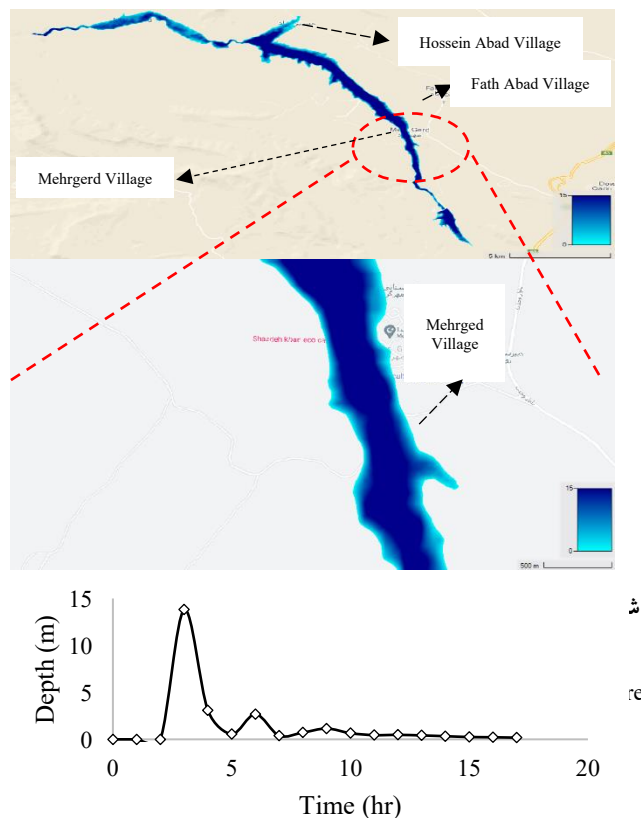 Hossein Abad Village
Fath Abad Village
Mehrgerd Village
15
0
5 km
Mehrged
Village
15
0
500 m
15
10
5
0
Depth (m)
0 5 10 15 20
Time (hr)
re